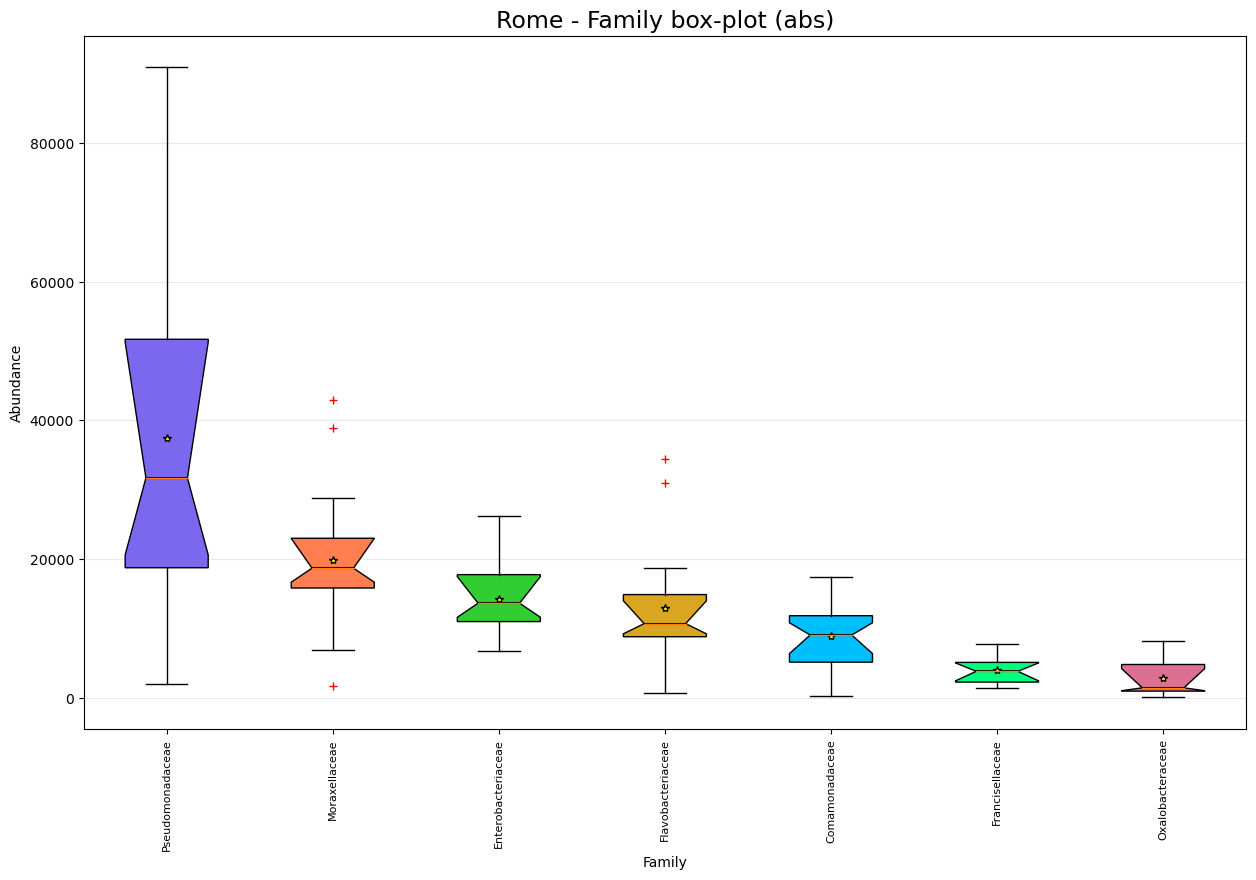 Rome - Family box-plot (abs)
Abundance
80000
60000
40000
20000
0
Pseudomonadaceae
Moraxellaceae
Enterobacteriaceae
Flavobacteriaceae
Comamonadaceae
Francisellaceae
Oxalobacteraceae
Family